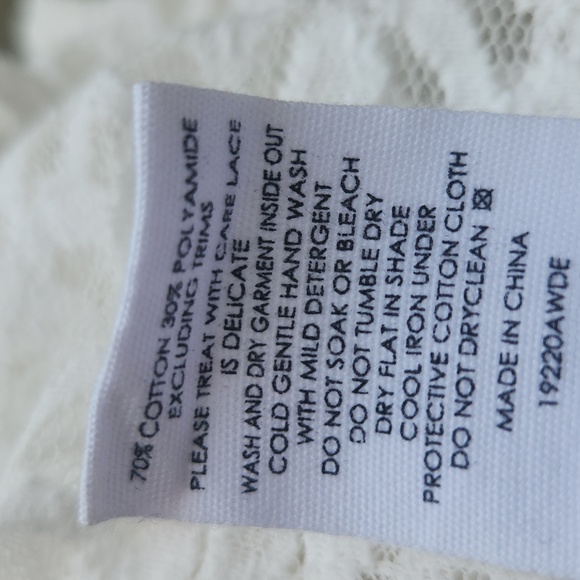 70% COTTON 30% POLYAMIDE
EXCLUDING TRIMS
PLEASE TREAT WITH CARE LACE
IS DELICATE
WASH AND DRY GARMENT INSIDE OUT
COLD GENTLE HAND WASH
WITH MILD DETERGENT
DO NOT SOAK OR BLEACH
DO NOT TUMBLE DRY
DRY FLAT IN SHADE
COOL IRON UNDER
PROTECTIVE COTTON CLOTH
DO NOT DRYCLEAN
MADE IN CHINA
19220AWDE